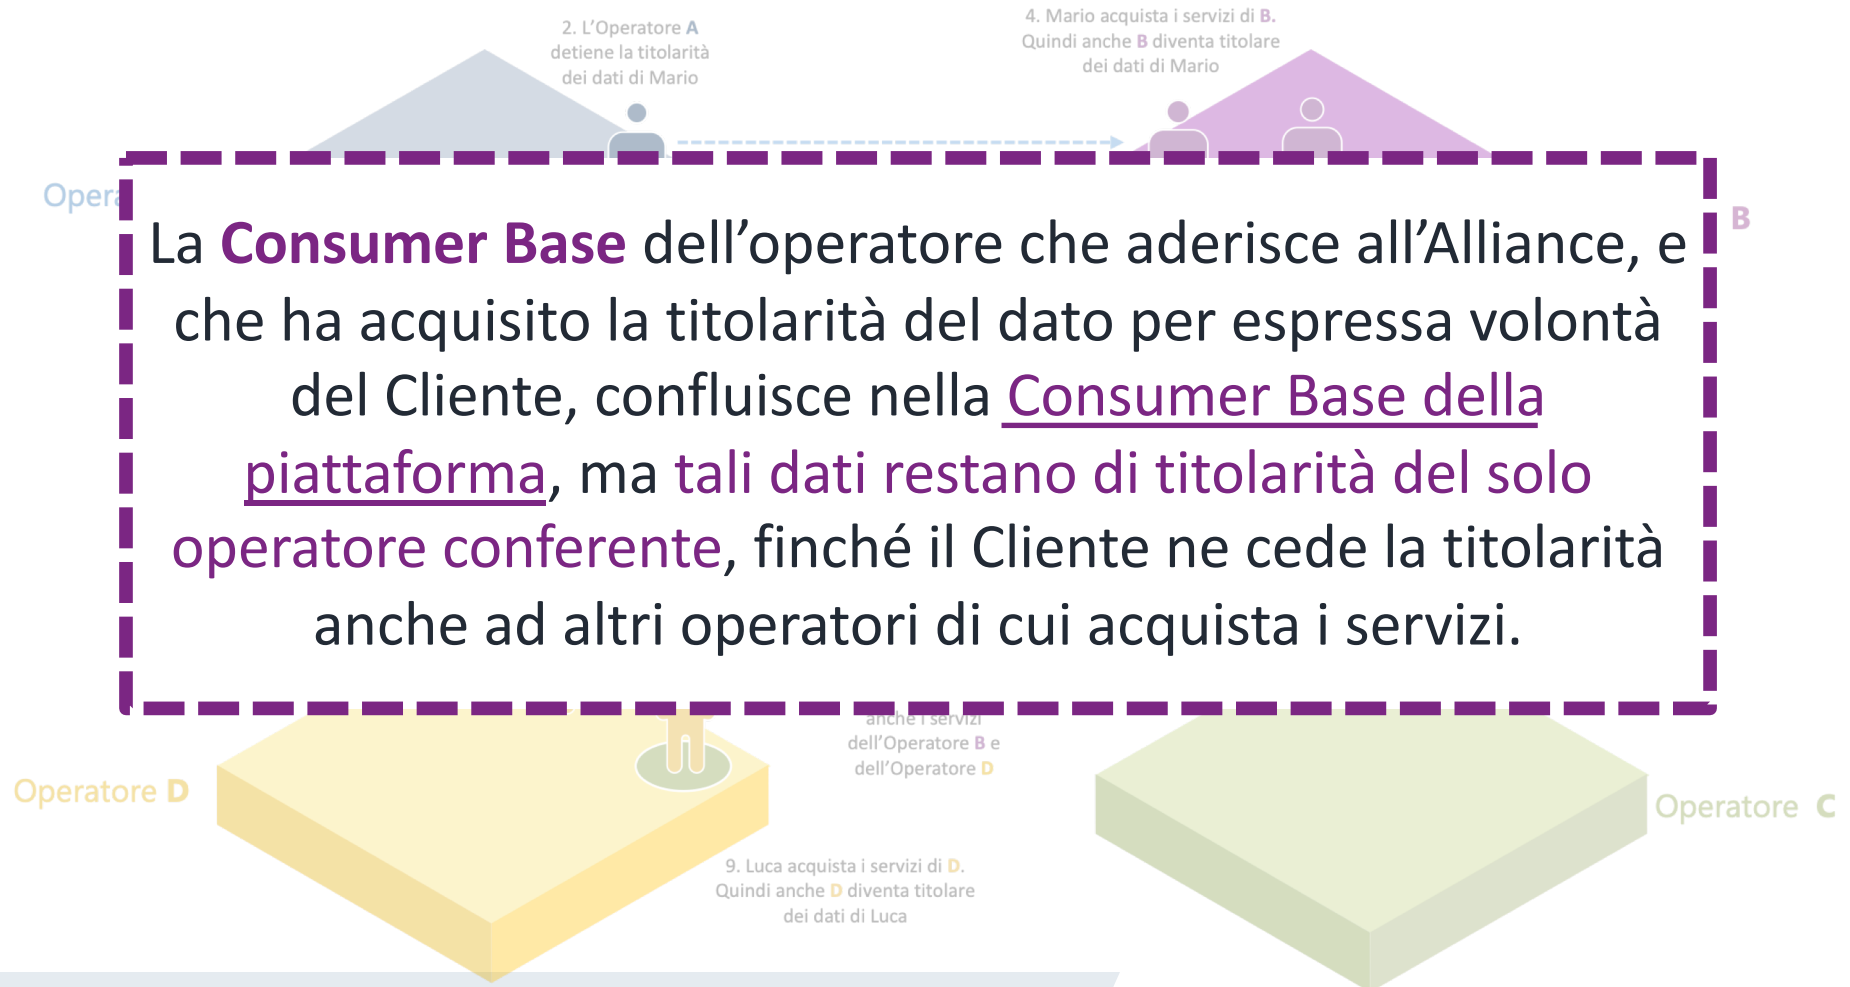 2. L’Operatore A
detiene la titolarità
dei dati di Mario
4. Mario acquista i servizi di B.
Quindi anche B diventa titolare
dei dati di Mario
B
La Consumer Base dell’operatore che aderisce all’Alliance, e
che ha acquisito la titolarità del dato per espressa volontà
del Cliente, confluisce nella Consumer Base della
piattaforma, ma tali dati restano di titolarità del solo
operatore conferente, finché il Cliente ne cede la titolarità
anche ad altri operatori di cui acquista i servizi.
anche i servizi
dell’Operatore B e
dell’Operatore D
Operatore D
Operatore C
9. Luca acquista i servizi di D.
Quindi anche D diventa titolare
dei dati di Luca